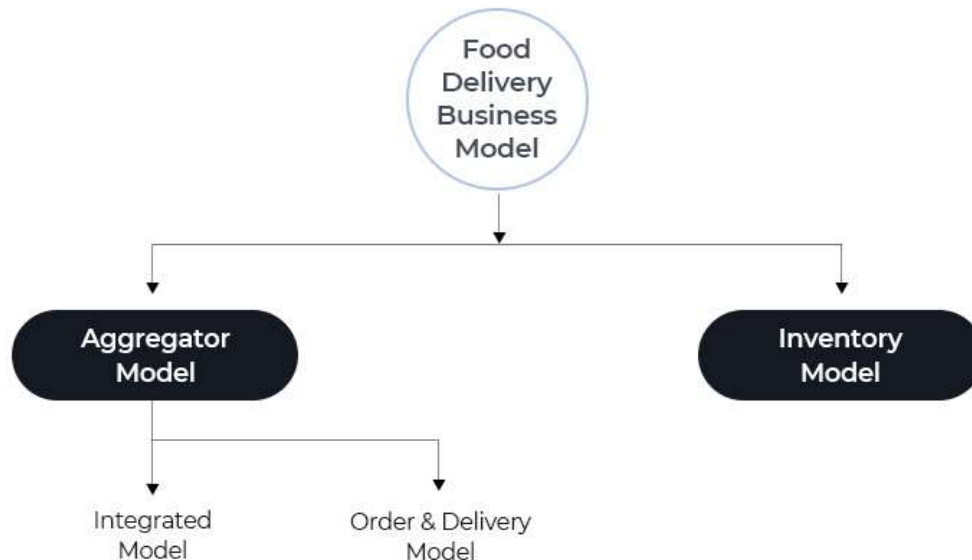 Food
Delivery
Business
Model
Aggregator
Model
Inventory
Model
Integrated
Model
Order & Delivery
Model